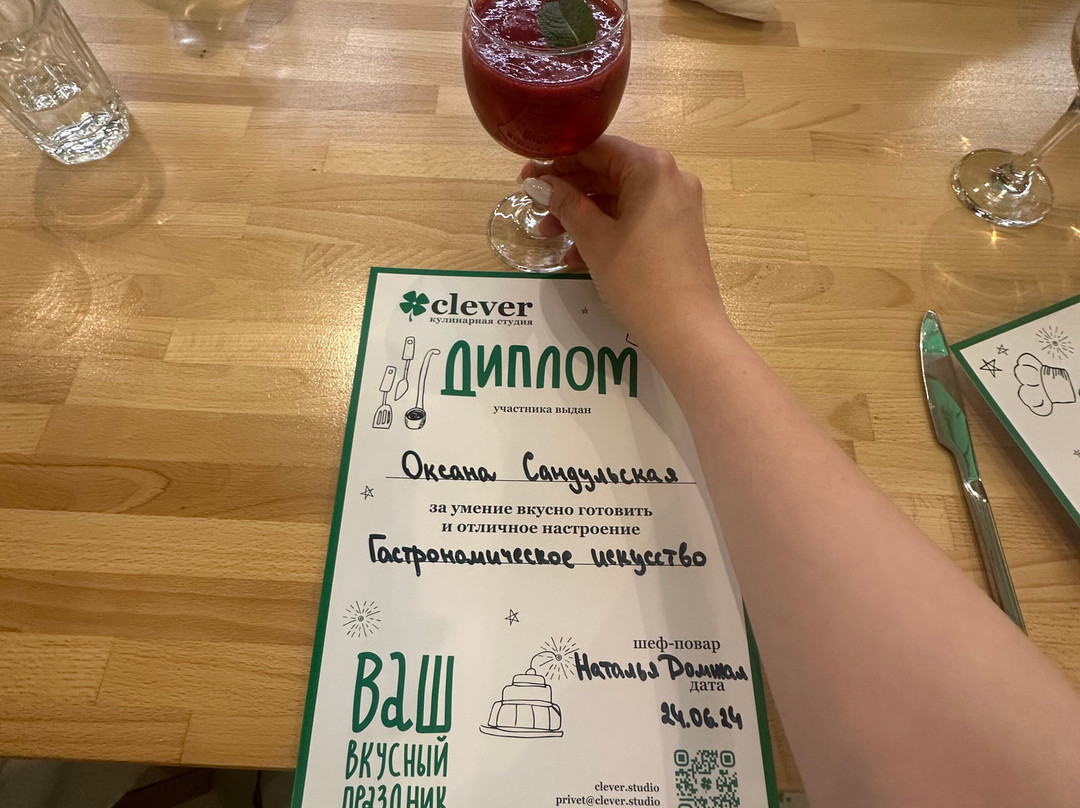 clever
кулинарная студия
диплом
участника выдан
Оксана Сандульская
за умение вкусно готовить
и отличное настроение
Гастрономическое искусство
шеф-повар
Наталья
дата
24.06.24
Ваш
вкусный
праздник
clever.studio
privet@clever.studio